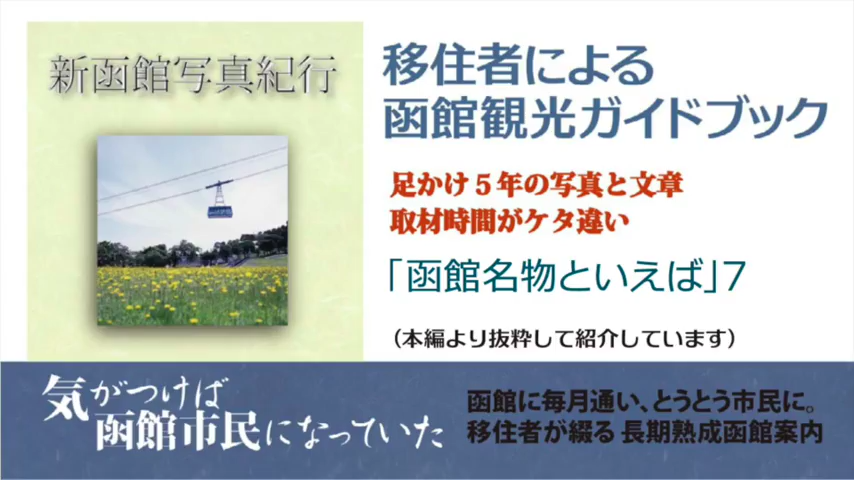 新函館写真紀行
移住者による
函館観光ガイドブック
足かけ5年の写真と文章
取材時間がケタ違い
「函館名物といえば」7
（本編より抜粋して紹介しています）
気がつけば
函館市民になっていた
函館に毎月通い、とうとう市民に。
移住者が綴る 長期熟成函館案内